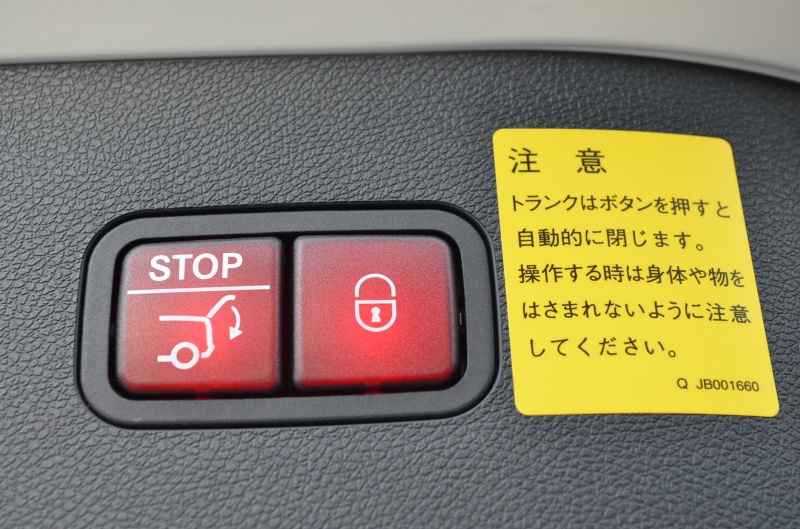 STOP
注 意
トランクはボタンを押すと
自動的に閉じます。
操作する時は身体や物を
はさまれないように注意
してください。
Q JB001660